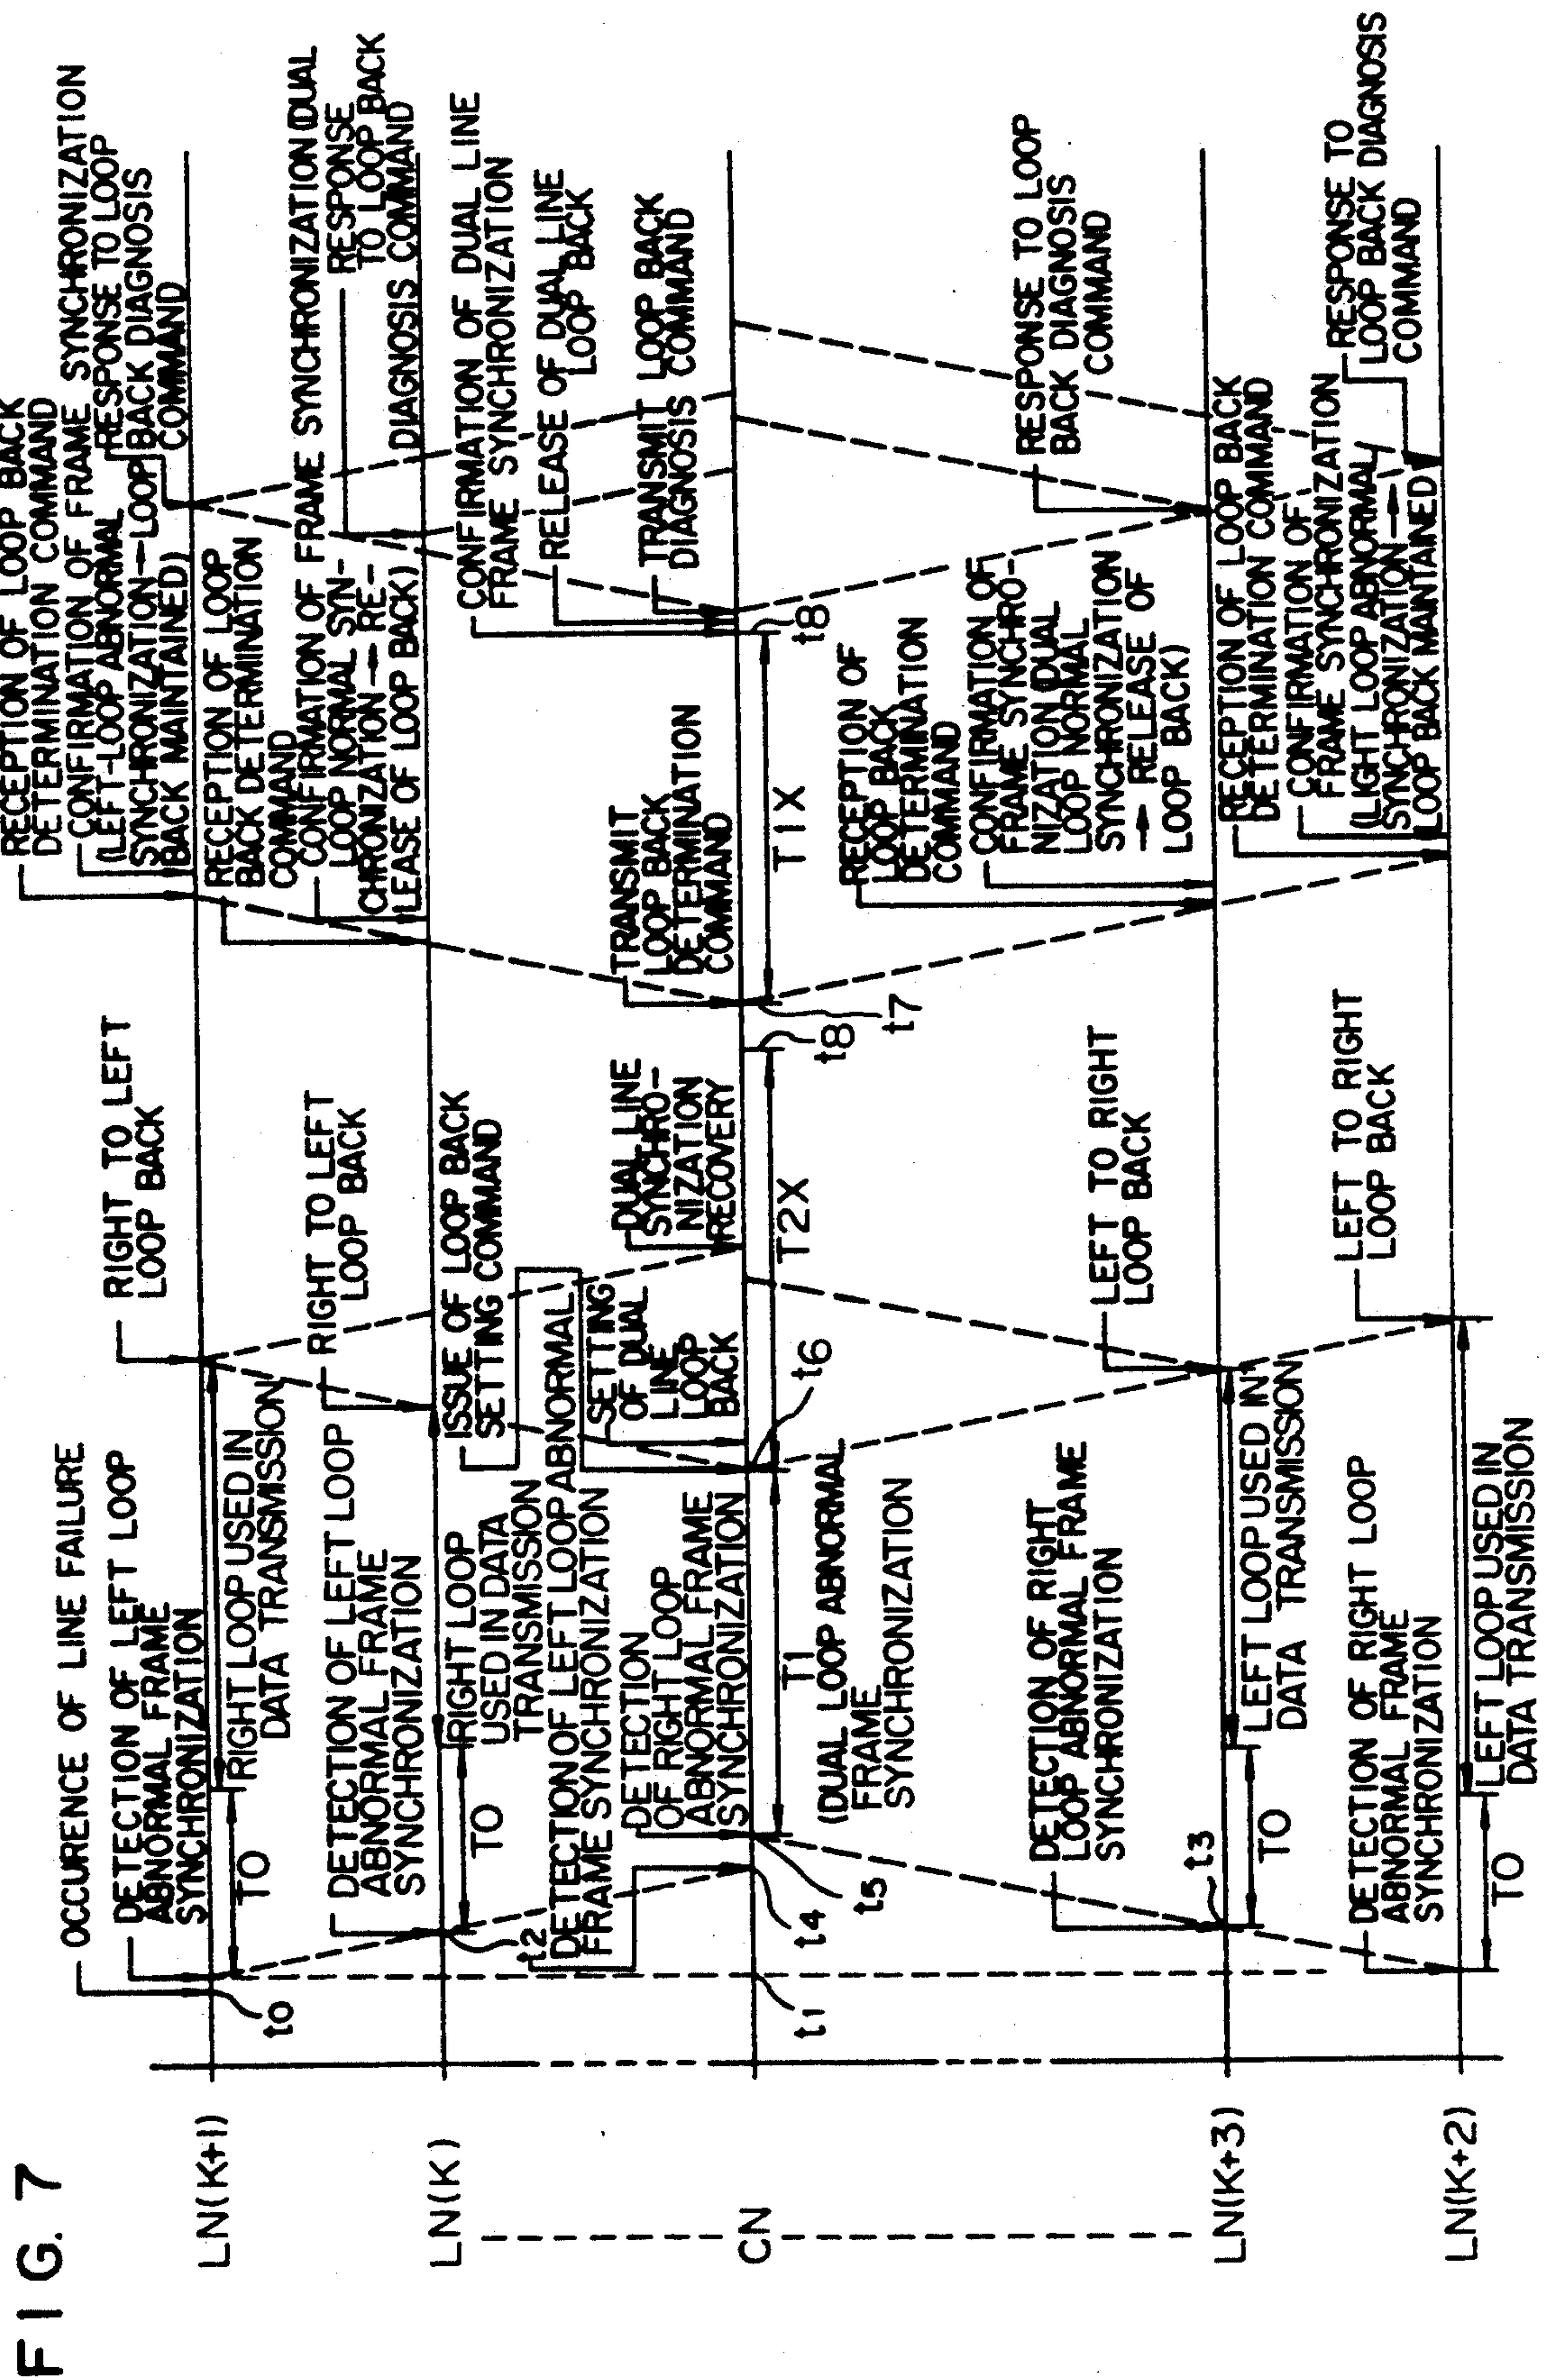 FIG. 7
LN(K+1)
OCCURENCE OF LINE FAILURE
DETECTION OF LEFT LOOP
ABNORMAL FRAME
SYNCHRONIZATION
t0
TO
RIGHT LOOP USED IN
DATA TRANSMISSION
RIGHT TO LEFT
LOOP BACK
RECEPTION OF LOOP BACK
DETERMINATION COMMAND
CONFIRMATION OF FRAME SYNCHRONIZATION
(LEFT-LOOP ABNORMAL
SYNCHRONIZATION→LOOP
BACK MAINTAINED)
RESPONSE TO LOOP
BACK DIAGNOSIS
COMMAND
LN(K)
DETECTION OF LEFT LOOP
ABNORMAL FRAME
SYNCHRONIZATION
t2
TO
RIGHT LOOP
USED IN DATA
TRANSMISSION
RIGHT TO LEFT
LOOP BACK
RECEPTION OF LOOP
BACK DETERMINATION
COMMAND
CONFIRMATION OF FRAME SYNCHRONIZATION (DUAL
LOOP NORMAL SYN-
CHRONIZATION → RE-
LEASE OF LOOP BACK)
RESPONSE
TO LOOP BACK
DIAGNOSIS COMMAND
CN
t1
DETECTION OF LEFT LOOP ABNORMAL
FRAME SYNCHRONIZATION
t4
DETECTION
OF RIGHT LOOP
ABNORMAL FRAME
SYNCHRONIZATION
t5
T1
(DUAL LOOP ABNORMAL
FRAME
SYNCHRONIZATION
ISSUE OF LOOP BACK
SETTING COMMAND
SETTING
OF DUAL
LINE
LOOP
BACK
t6
DUAL LINE
SYNCHRO-
NIZATION
RECOVERY
T2X
t8
TRANSMIT
LOOP BACK
DETERMINATION
COMMAND
t7
T1X
t8
CONFIRMATION OF DUAL LINE
FRAME SYNCHRONIZATION
RELEASE OF DUAL LINE
LOOP BACK
TRANSMIT LOOP BACK
DIAGNOSIS COMMAND
LN(K+3)
DETECTION OF RIGHT
LOOP ABNORMAL FRAME
SYNCHRONIZATION
t3
TO
LEFT LOOP USED IN
DATA TRANSMISSION
LEFT TO RIGHT
LOOP BACK
RECEPTION OF
LOOP BACK
DETERMINATION
COMMAND
CONFIRMATION OF
FRAME SYNCHRO-
NIZATION (DUAL
LOOP NORMAL
SYNCHRONIZATION
→ RELEASE OF
LOOP BACK)
RESPONSE TO LOOP
BACK DIAGNOSIS
COMMAND
LN(K+2)
DETECTION OF RIGHT LOOP
ABNORMAL FRAME
SYNCHRONIZATION
TO
LEFT LOOP USED IN
DATA TRANSMISSION
LEFT TO RIGHT
LOOP BACK
RECEPTION OF LOOP BACK
DETERMINATION COMMAND
CONFIRMATION OF
FRAME SYNCHRONIZATION
(LIGHT LOOP ABNORMAL
SYNCHRONIZATION →
LOOP BACK MAINTAINED)
RESPONSE TO
LOOP BACK DIAGNOSIS
COMMAND